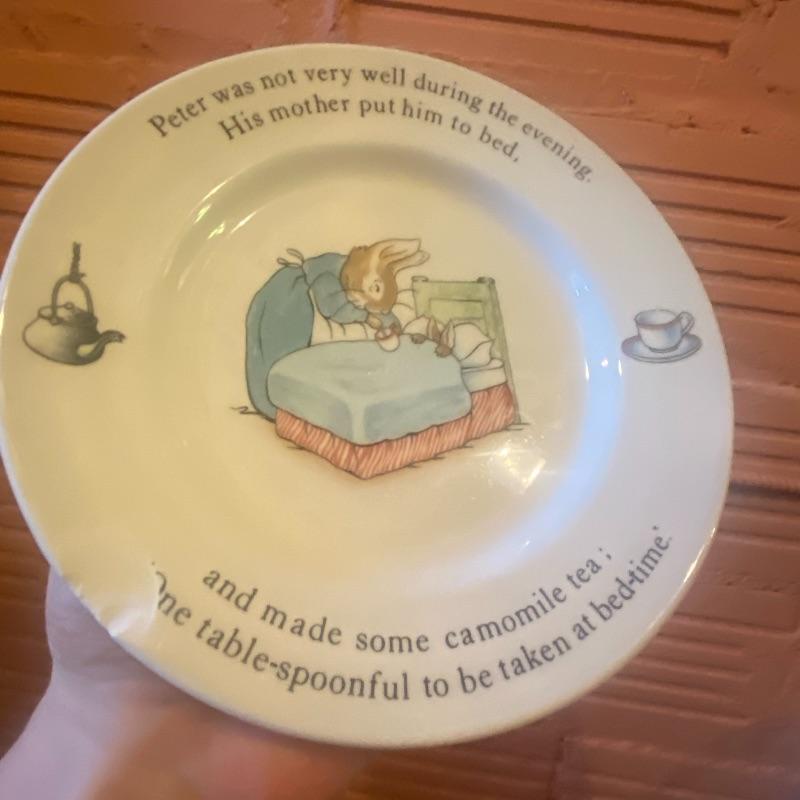 Peter was not very well during the evening.
His mother put him to bed,
and made some camomile tea;
'One table-spoonful to be taken at bed-time.'